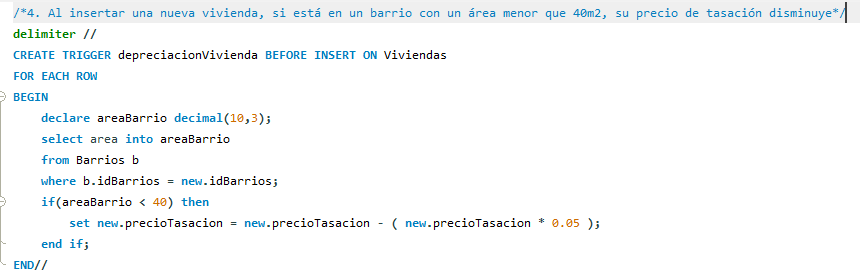 /*4. Al insertar una nueva vivienda, si está en un barrio con un área menor que 40m2, su precio de tasación disminuye*/
delimiter //
CREATE TRIGGER depreciacionVivienda BEFORE INSERT ON Viviendas
FOR EACH ROW
BEGIN
    declare areaBarrio decimal(10,3);
    select area into areaBarrio
    from Barrios b
    where b.idBarrios = new.idBarrios;
    if(areaBarrio < 40) then
        set new.precioTasacion = new.precioTasacion - ( new.precioTasacion * 0.05 );
    end if;
END//